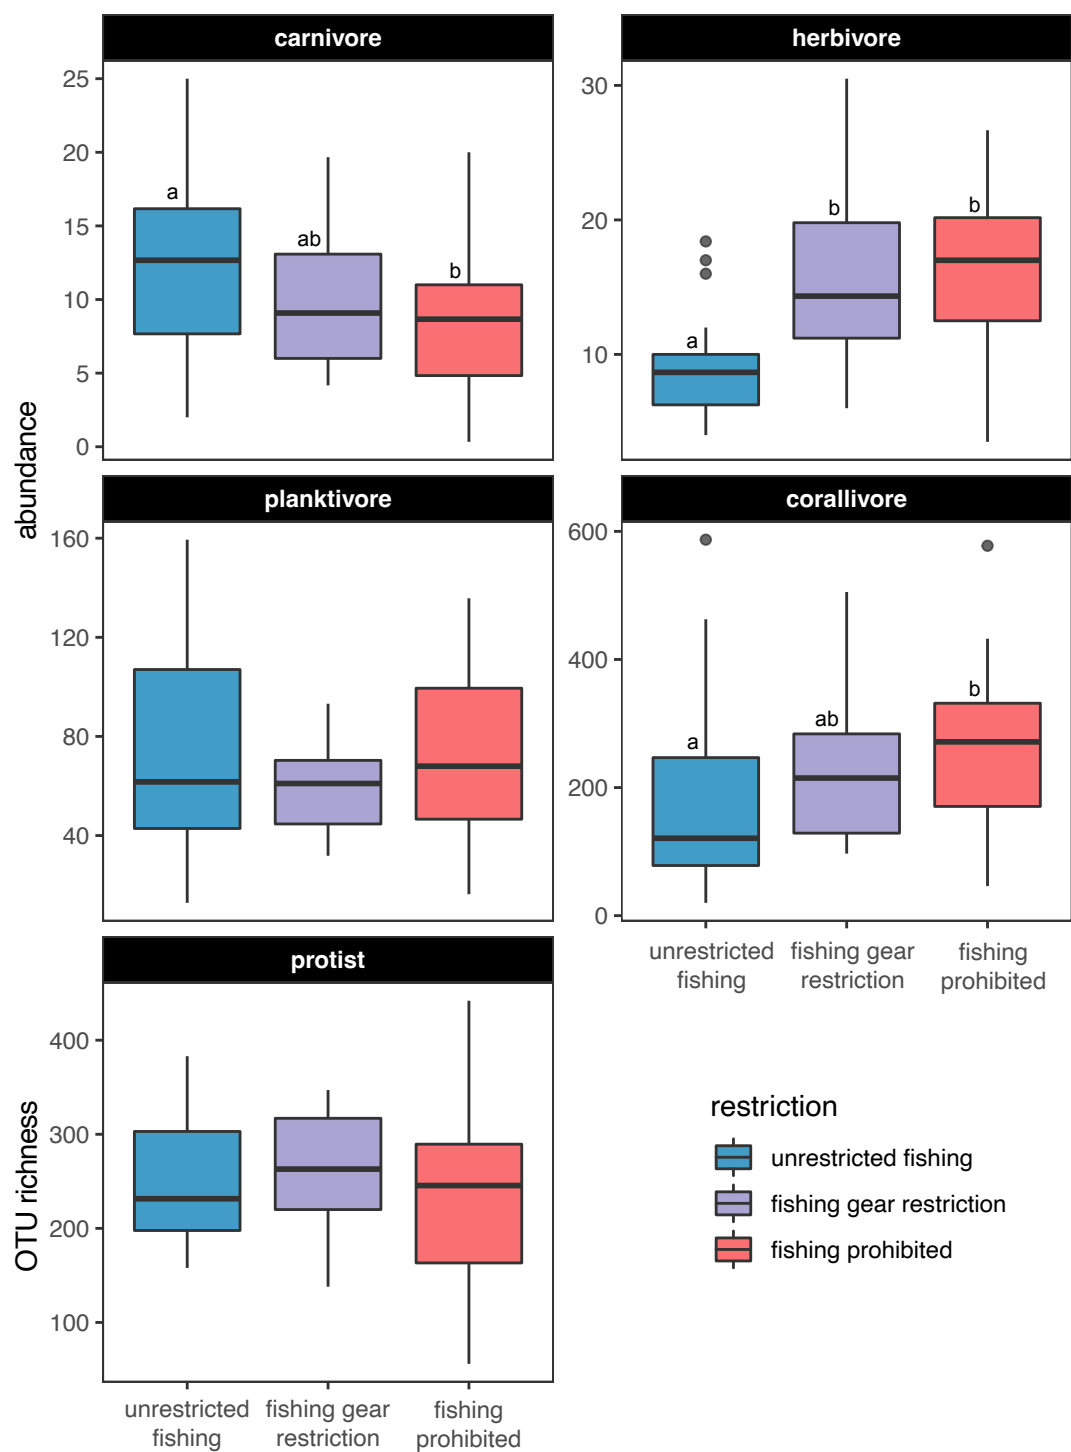 carnivore
herbivore
abundance
25
20
15
10
5
0
a
ab
b
30
20
10
a
b
b
planktivore
corallivore
160
120
80
40
600
400
200
0
a
ab
b
unrestricted fishing gear fishing
fishing restriction prohibited
protist
OTU richness
400
300
200
100
unrestricted fishing gear fishing
fishing restriction prohibited
restriction
unrestricted fishing
fishing gear restriction
fishing prohibited